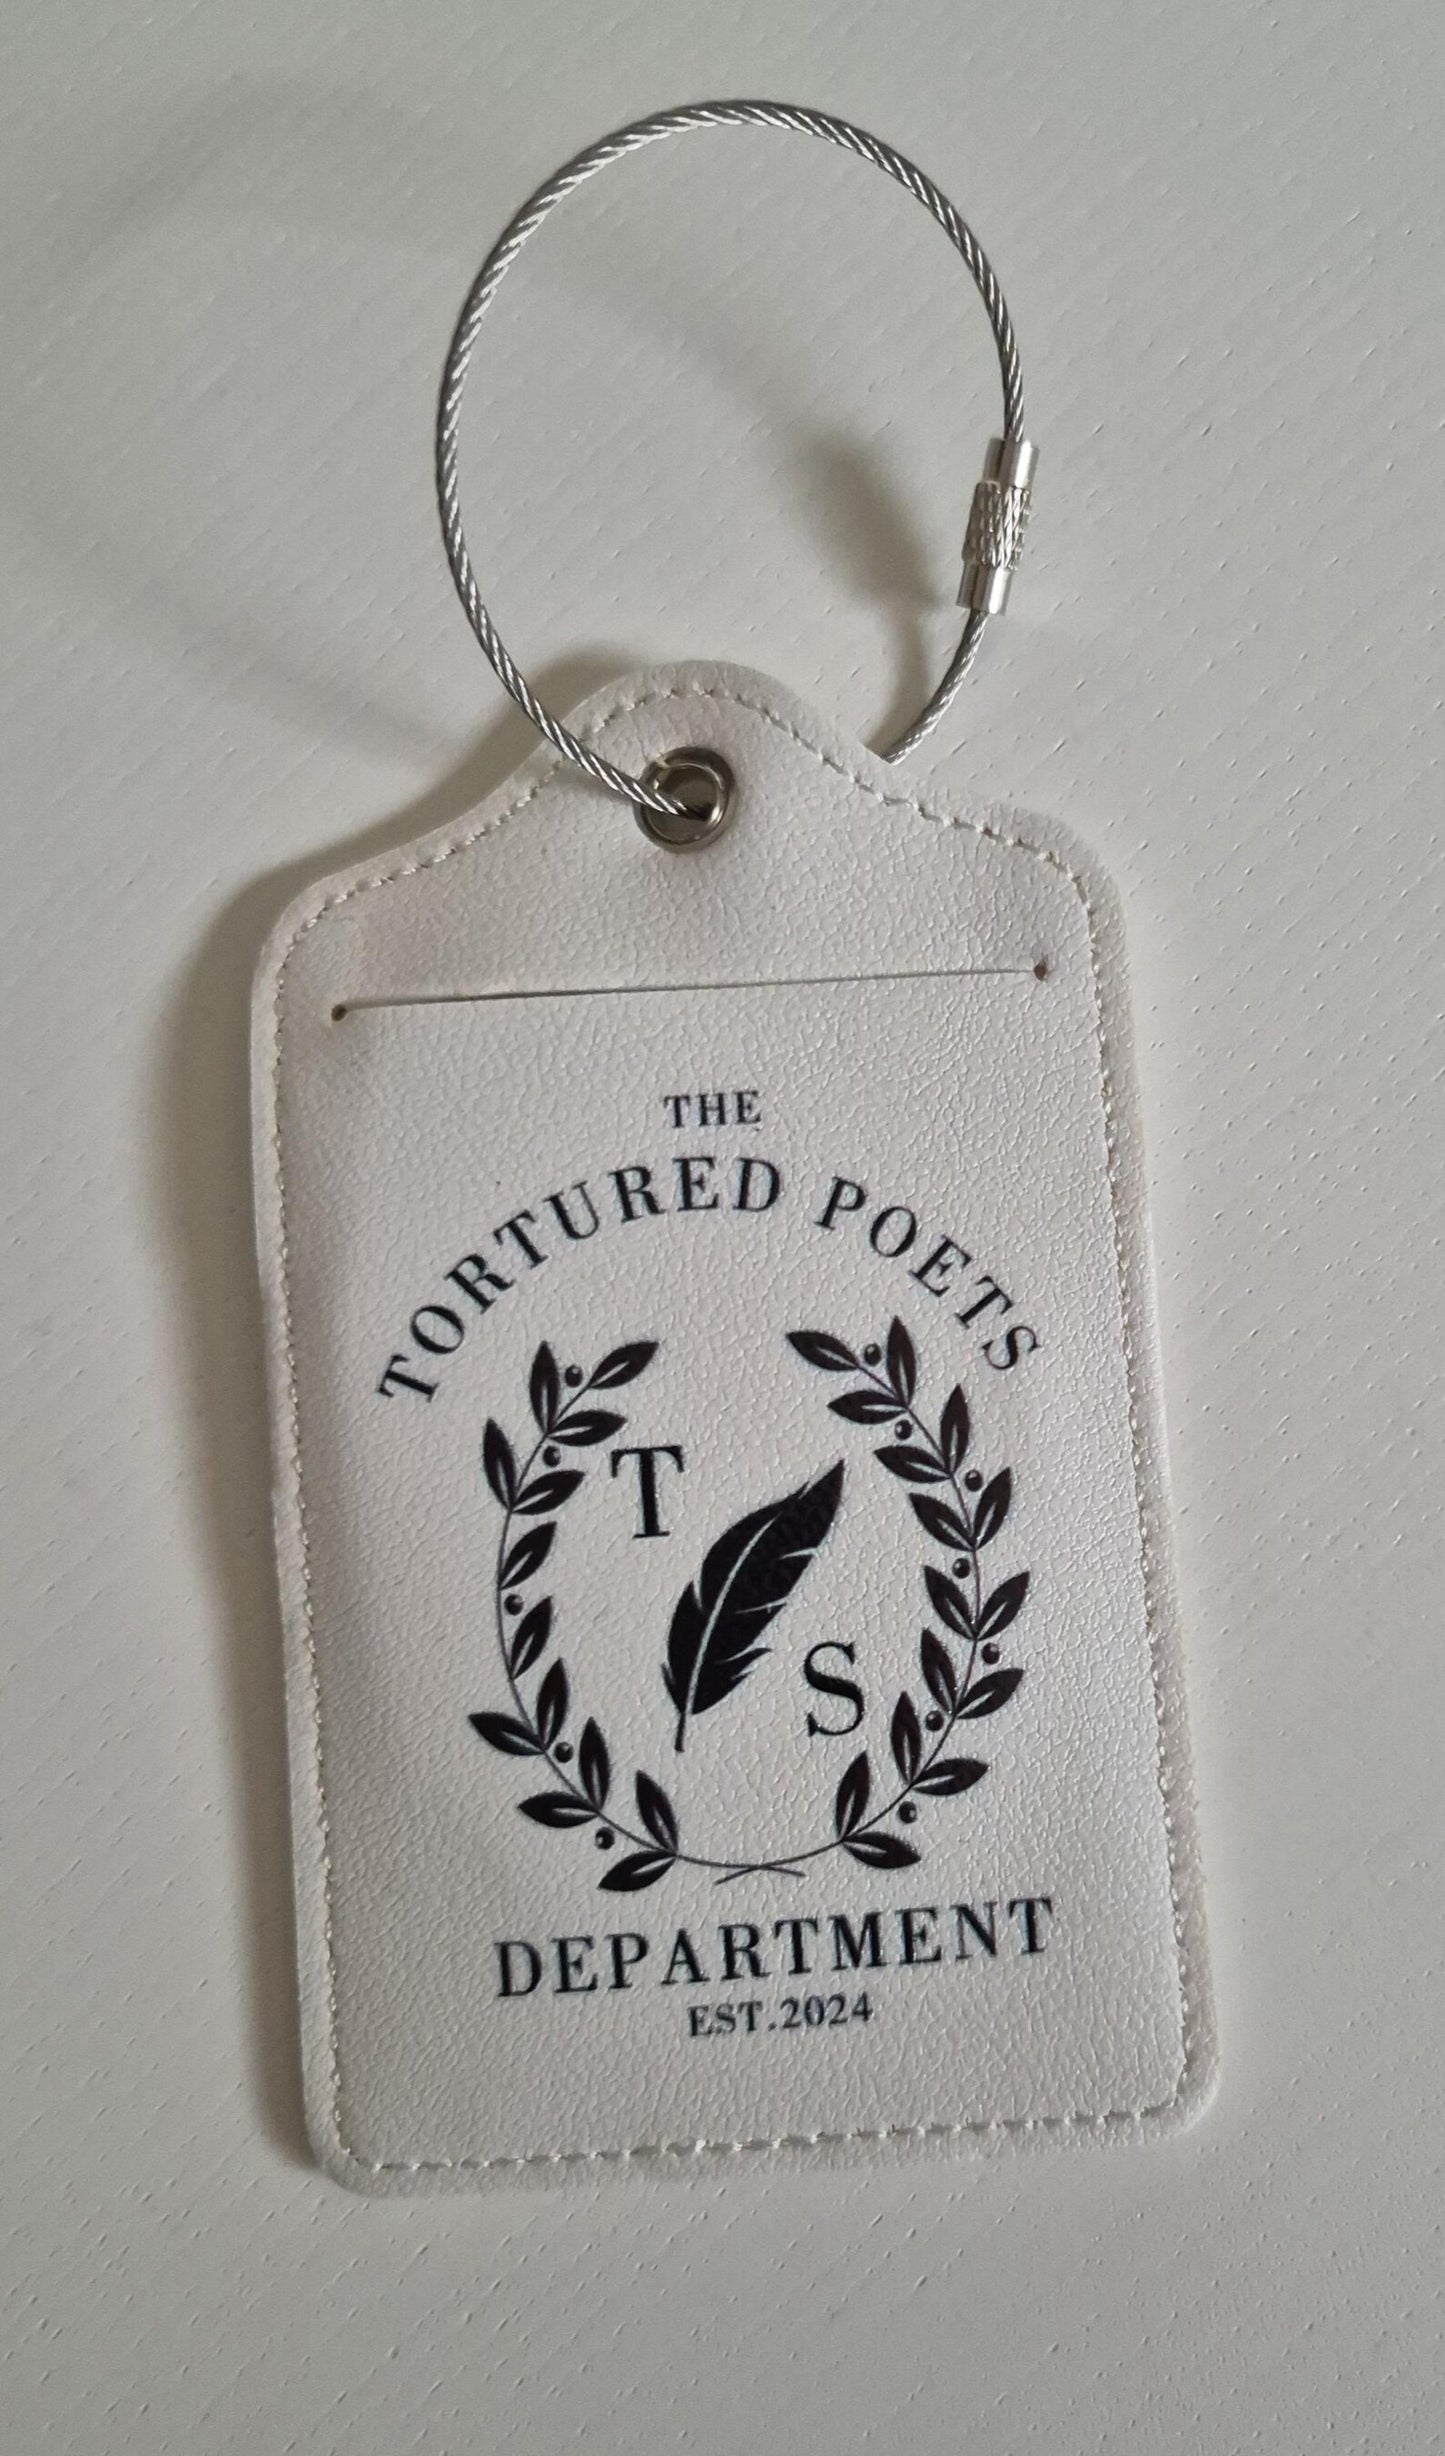 THE
TORTURED POETS
T
S
DEPARTMENT
EST.2024